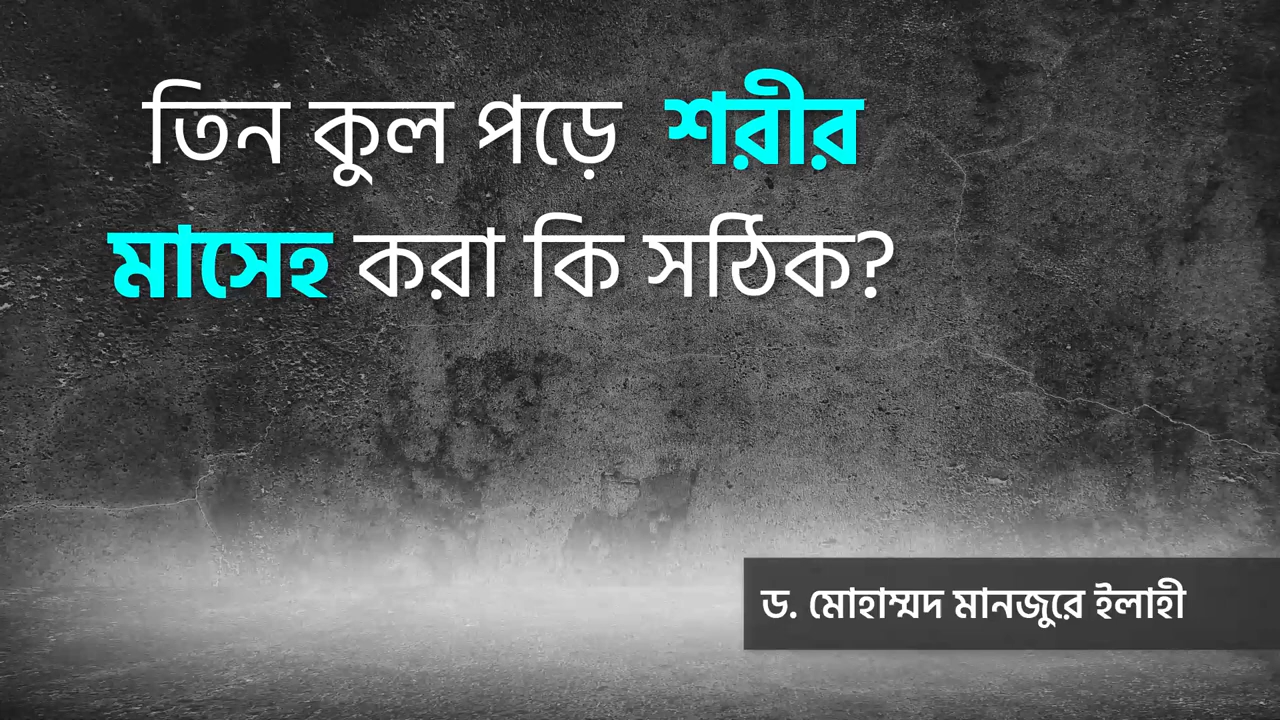 তিন কুল পড়ে শরীর
মাসেহ করা কি সঠিক?
ড. মোহাম্মদ মানজুরে ইলাহী